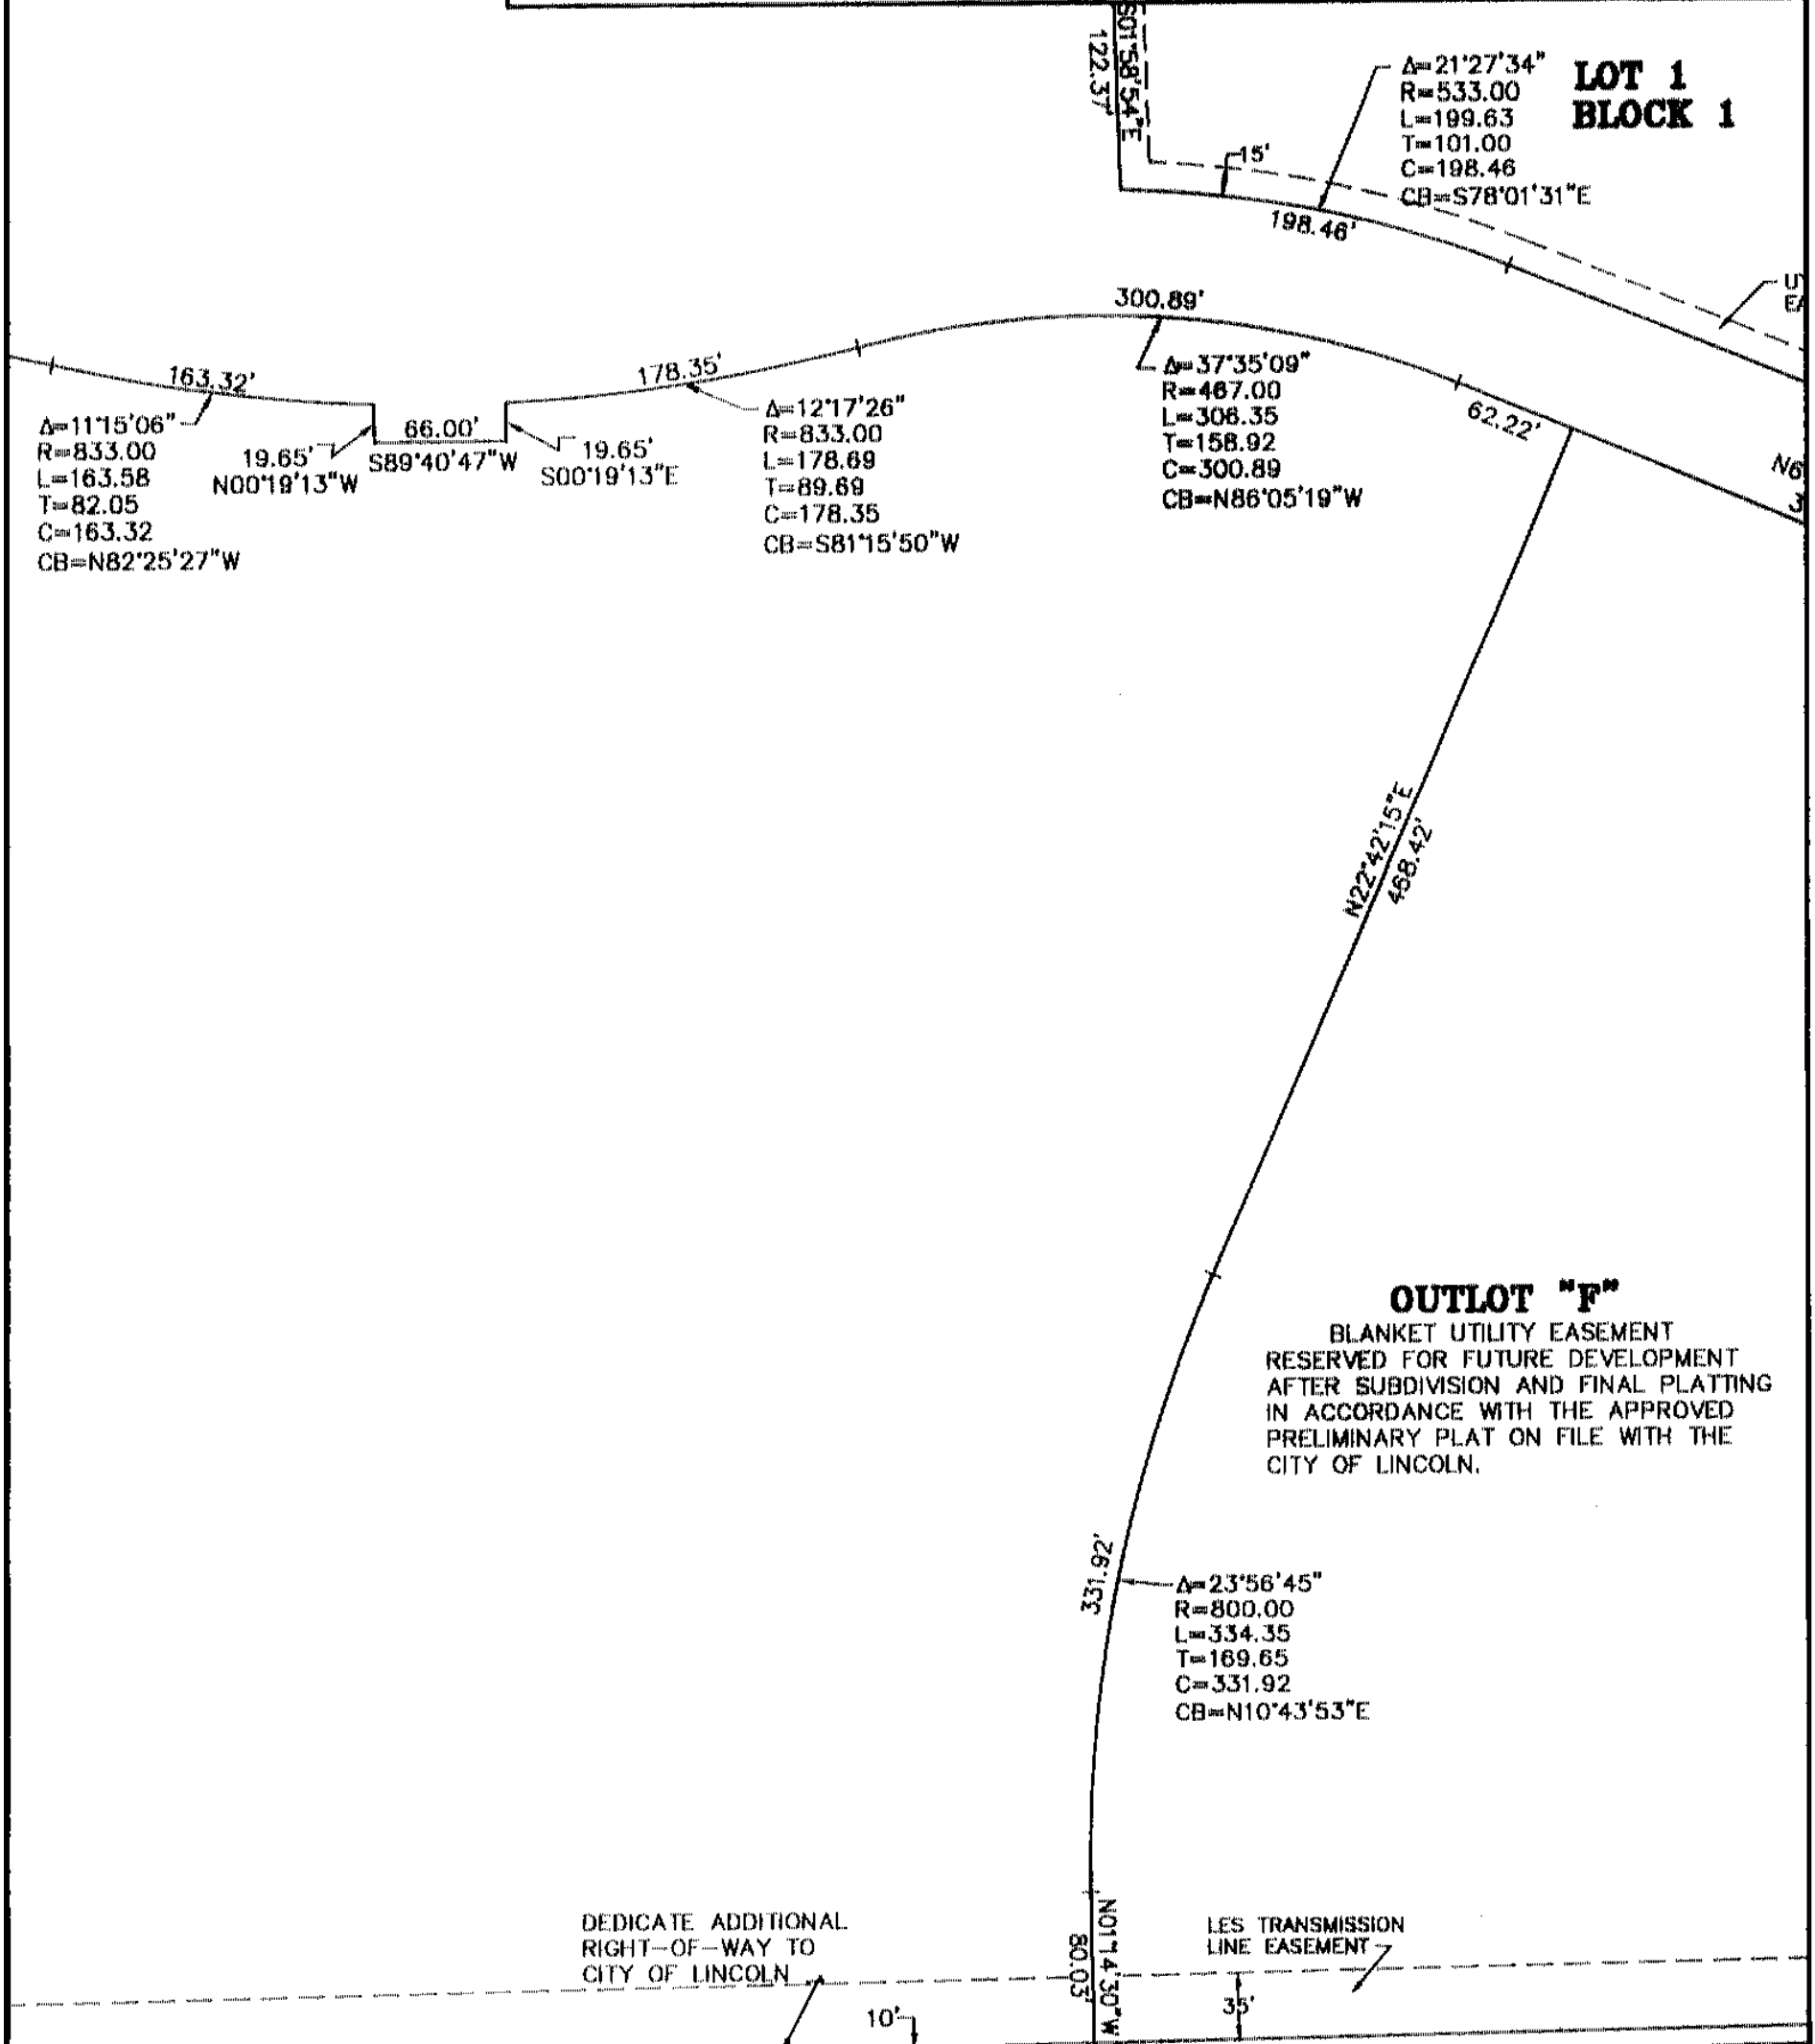 S01°58'54"E
122.37'
Δ=21°27'34"
R=533.00
L=199.63
T=101.00
C=198.46
CB=S78°01'31"E
LOT 1
BLOCK 1
15'
198.46'
300.89'
163.32'
178.35'
Δ=11°15'06"
R=833.00
L=163.58
T=82.05
C=163.32
CB=N82°25'27"W
19.65'
N00°19'13"W
66.00'
S89°40'47"W
19.65'
S00°19'13"E
Δ=12°17'26"
R=833.00
L=178.69
T=89.69
C=178.35
CB=S81°15'50"W
Δ=37°35'09"
R=467.00
L=306.35
T=158.92
C=300.89
CB=N86°05'19"W
62.22'
N6
N22°42'15"E
468.42'
OUTLOT "F"
BLANKET UTILITY EASEMENT
RESERVED FOR FUTURE DEVELOPMENT
AFTER SUBDIVISION AND FINAL PLATTING
IN ACCORDANCE WITH THE APPROVED
PRELIMINARY PLAT ON FILE WITH THE
CITY OF LINCOLN.
331.92'
Δ=23°56'45"
R=800.00
L=334.35
T=169.65
C=331.92
CB=N10°43'53"E
DEDICATE ADDITIONAL
RIGHT-OF-WAY TO
CITY OF LINCOLN
N01°14'30"W
80.03'
LES TRANSMISSION
LINE EASEMENT
10'
35'